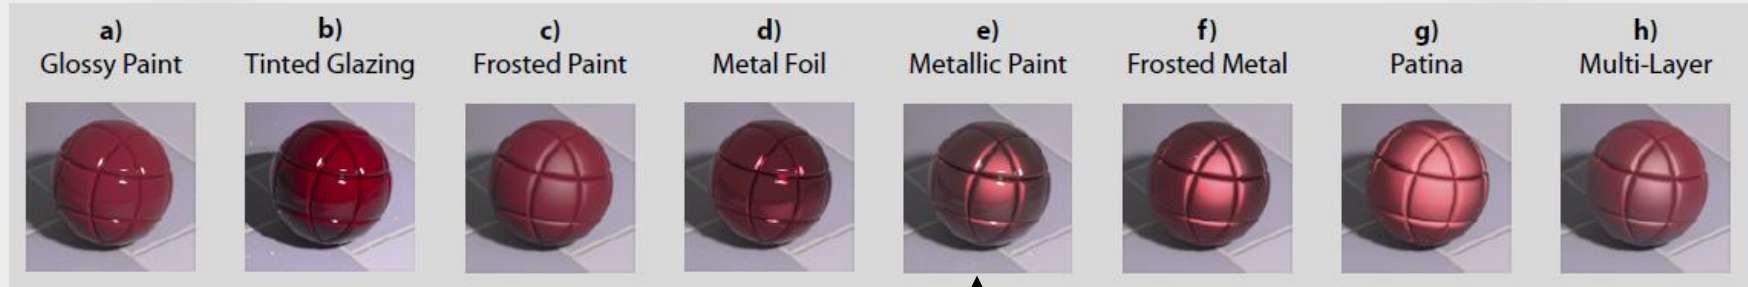 a)
Glossy Paint
b)
Tinted Glazing
c)
Frosted Paint
d)
Metal Foil
e)
Metallic Paint
f)
Frosted Metal
g)
Patina
h)
Multi-Layer